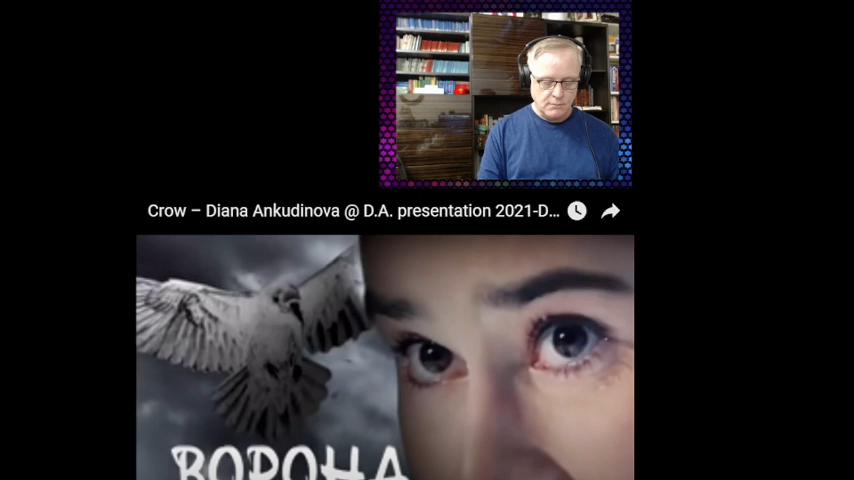 Crow – Diana Ankudinova @ D.A. presentation 2021-D...
ВОРОНА